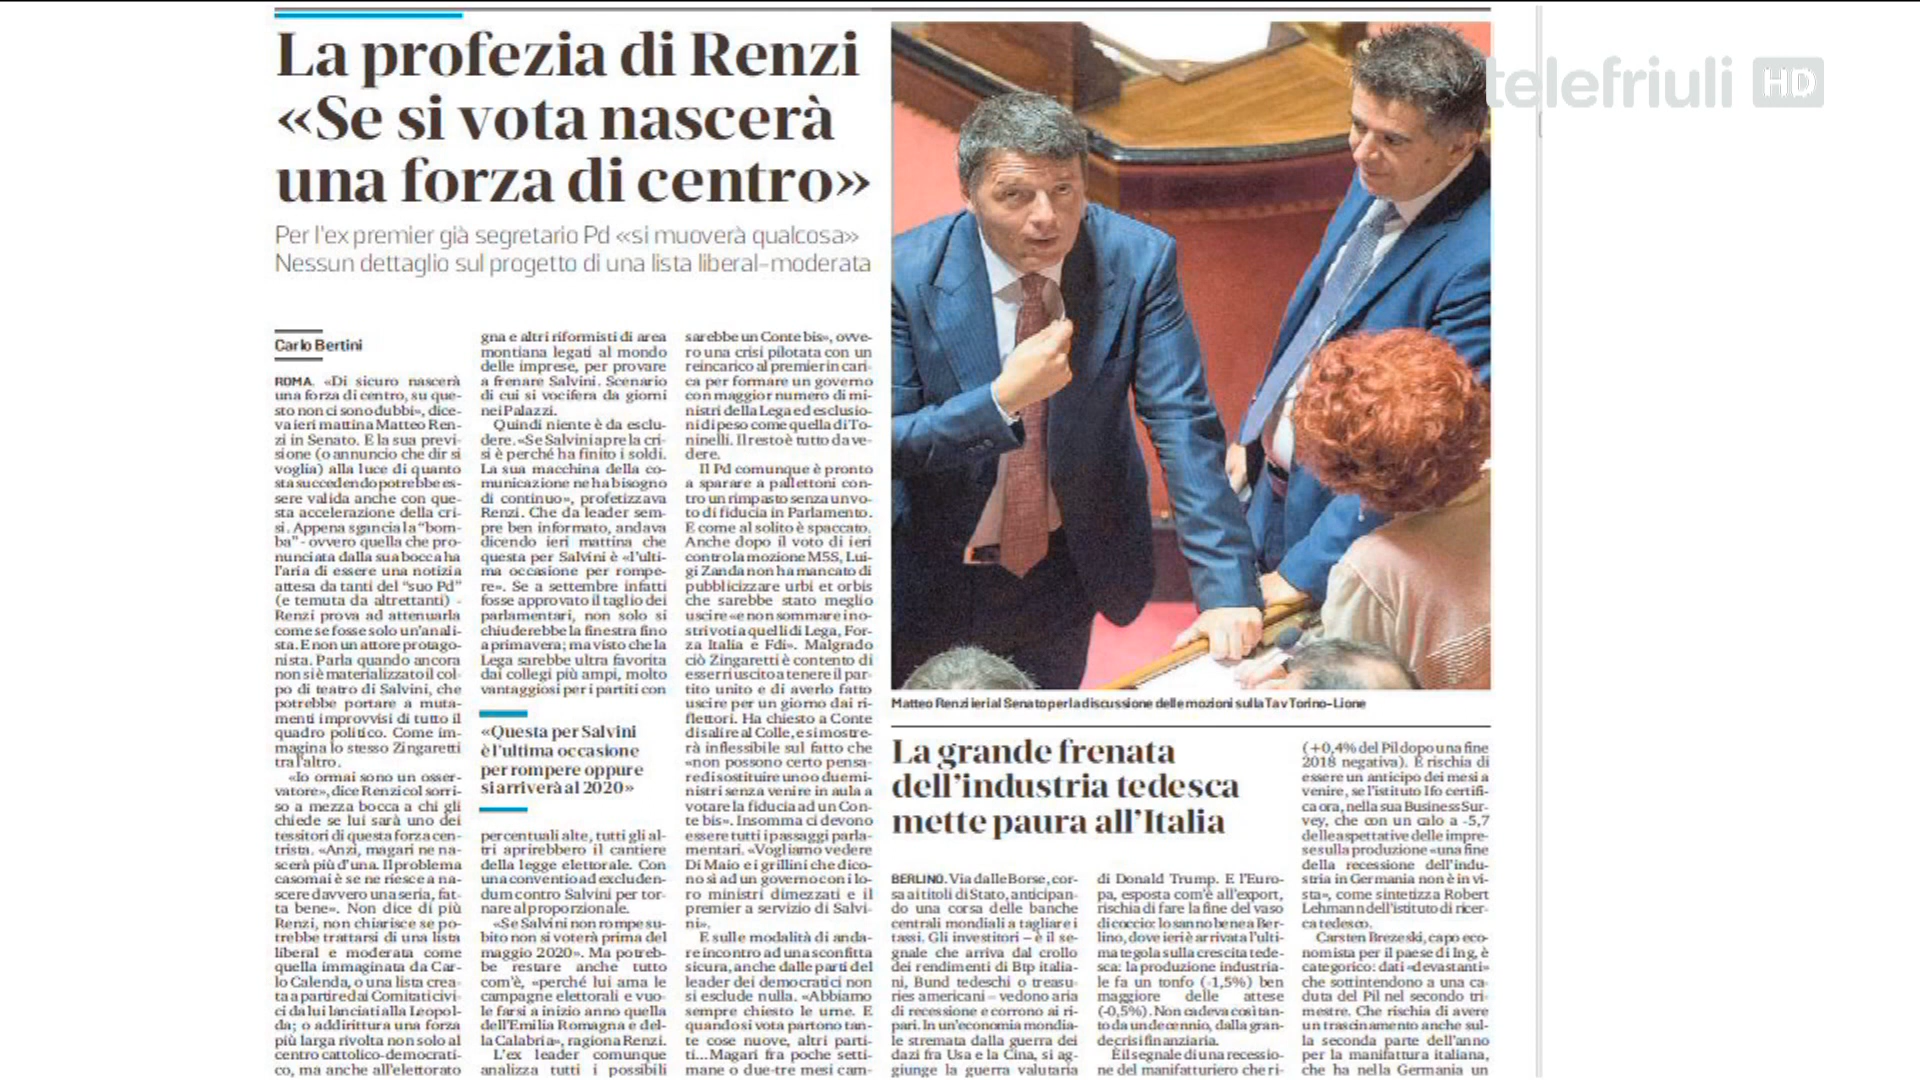 La profezia di Renzi
«Se si vota nascerà
una forza di centro»
Per l'ex premier già segretario Pd «si muoverà qualcosa»
Nessun dettaglio sul progetto di una lista liberal-moderata
Carlo Bertini
ROMA. «Di sicuro nascerà
una forza di centro, su que-
sto non ci sono dubbi», dice-
va ieri mattina Matteo Ren-
zi in Senato. E la sua previ-
sione (o annuncio che dir si
voglia) alla luce di quanto
sta succedendo potrebbe es-
sere valida anche con que-
sta accelerazione della cri-
si. Appena sgancia la "bom-
ba" - ovvero quella che pro-
nunciata dalla sua bocca ha
l'aria di essere una notizia
attesa da tanti del "suo Pd"
(e temuta da altrettanti) -
Renzi prova ad attenuarla
come se fosse solo un'anali-
sta. E non un attore protago-
nista. Parla quando ancora
non si è materializzato il col-
po di teatro di Salvini, che
potrebbe portare a muta-
menti improvvisi di tutto il
quadro politico. Come im-
magina lo stesso Zingaretti
tra l'altro.
«Io ormai sono un osser-
vatore», dice Renzi col sorri-
so a mezza bocca a chi gli
chiede se lui sarà uno dei
tessitori di questa forza cen-
trista. «Anzi, magari ne na-
scerà più d'una. Il problema
casomai è se ne riesce a na-
scere davvero una seria, fat-
ta bene». Non dice di più
Renzi, non chiarisce se po-
trebbe trattarsi di una lista
liberal e moderata come
quella immaginata da Car-
lo Calenda, o una lista crea-
ta a partire dai Comitati civi-
ci da lui lanciati alla Leopol-
da; o addirittura una forza
più larga rivolta non solo al
centro cattolico-democrati-
co, ma anche all'elettorato
gna e altri riformisti di area
montiana legati al mondo
delle imprese, per provare
a frenare Salvini. Scenario
di cui si vocifera da giorni
nei Palazzi.
Quindi niente è da esclu-
dere. «Se Salvini apre la cri-
si è perché ha finito i soldi.
La sua macchina della co-
municazione ne ha bisogno
di continuo», profetizzava
Renzi. Che da leader sem-
pre ben informato, andava
dicendo ieri mattina che
questa per Salvini è «l'ulti-
ma occasione per rompe-
re». Se a settembre infatti
fosse approvato il taglio dei
parlamentari, non solo si
chiuderebbe la finestra fino
a primavera; ma visto che la
Lega sarebbe ultra favorita
dai collegi più ampi, molto
vantaggiosi per i partiti con
«Questa per Salvini
è l'ultima occasione
per rompere oppure
si arriverà al 2020»
percentuali alte, tutti gli al-
tri aprirebbero il cantiere
della legge elettorale. Con
una conventio ad excluden-
dum contro Salvini per tor-
nare al proporzionale.
«Se Salvini non rompe su-
bito non si voterà prima del
maggio 2020». Ma potreb-
be restare anche tutto
com'è, «perché lui ama le
campagne elettorali e vuo-
le farsi a inizio anno quella
dell'Emilia Romagna e del-
la Calabria», ragiona Renzi.
L'ex leader comunque
analizza tutti i possibili
sarebbe un Conte bis», ovve-
ro una crisi pilotata con un
reincarico al premier in cari-
ca per formare un governo
con maggior numero di mi-
nistri della Lega ed esclusio-
ni di peso come quella di To-
ninelli. Il resto è tutto da ve-
dere.
Il Pd comunque è pronto
a sparare a pallettoni con-
tro un rimpasto senza un vo-
to di fiducia in Parlamento.
E come al solito è spaccato.
Anche dopo il voto di ieri
contro la mozione M5S, Lui-
gi Zanda non ha mancato di
pubblicizzare urbi et orbis
che sarebbe stato meglio
uscire «e non sommare i no-
stri voti a quelli di Lega, For-
za Italia e Fdi». Malgrado
ciò Zingaretti è contento di
esser riuscito a tenere il par-
tito unito e di averlo fatto
uscire per un giorno dai ri-
flettori. Ha chiesto a Conte
di salire al Colle, e si mostre-
rà inflessibile sul fatto che
«non possono certo pensa-
re di sostituire uno o due mi-
nistri senza venire in aula a
votare la fiducia ad un Con-
te bis». Insomma ci devono
essere tutti i passaggi parla-
mentari. «Vogliamo vedere
Di Maio e i grillini che dico-
no sì ad un governo con i lo-
ro ministri dimezzati e il
premier a servizio di Salvi-
ni».
E sulle modalità di anda-
re incontro ad una sconfitta
sicura, anche dalle parti del
leader dei democratici non
si esclude nulla. «Abbiamo
sempre chiesto le urne. E
quando si vota partono tan-
te cose nuove, altri parti-
ti...Magari fra poche setti-
mane o due-tre mesi cam-
telefriuli HD
Matteo Renzi ieri al Senato per la discussione delle mozioni sulla Tav Torino-Lione
La grande frenata
dell'industria tedesca
mette paura all'Italia
BERLINO. Via dalle Borse, cor-
sa ai titoli di Stato, anticipan-
do una corsa delle banche
centrali mondiali a tagliare i
tassi. Gli investitori – è il se-
gnale che arriva dal crollo
dei rendimenti di Btp italia-
ni, Bund tedeschi o treasu-
ries americani – vedono aria
di recessione e corrono ai ri-
pari. In un'economia mondia-
le stremata dalla guerra dei
dazi fra Usa e la Cina, si ag-
giunge la guerra valutaria
di Donald Trump. E l'Euro-
pa, esposta com'è all'export,
rischia di fare la fine del vaso
di coccio: lo sanno bene a Ber-
lino, dove ieri è arrivata l'ulti-
ma tegola sulla crescita tede-
sca: la produzione industria-
le fa un tonfo (-1,5%) ben
maggiore delle attese
(-0,5%). Non cadeva così tan-
to da un decennio, dalla gran-
de crisi finanziaria.
È il segnale di una recessio-
ne del manifatturiero che ri-
(+0,4% del Pil dopo una fine
2018 negativa). E rischia di
essere un anticipo dei mesi a
venire, se l'istituto Ifo certifi-
ca ora, nella sua Business Sur-
vey, che con un calo a -5,7
delle aspettative delle impre-
se sulla produzione «una fine
della recessione dell'indu-
stria in Germania non è in vi-
sta», come sintetizza Robert
Lehmann dell'istituto di ricer-
ca tedesco.
Carsten Brezeski, capo eco-
nomista per il paese di Ing, è
categorico: dati «devastanti»
che sottintendono a una ca-
duta del Pil nel secondo tri-
mestre. Che rischia di avere
un trascinamento anche sul-
la seconda parte dell'anno
per la manifattura italiana,
che ha nella Germania un